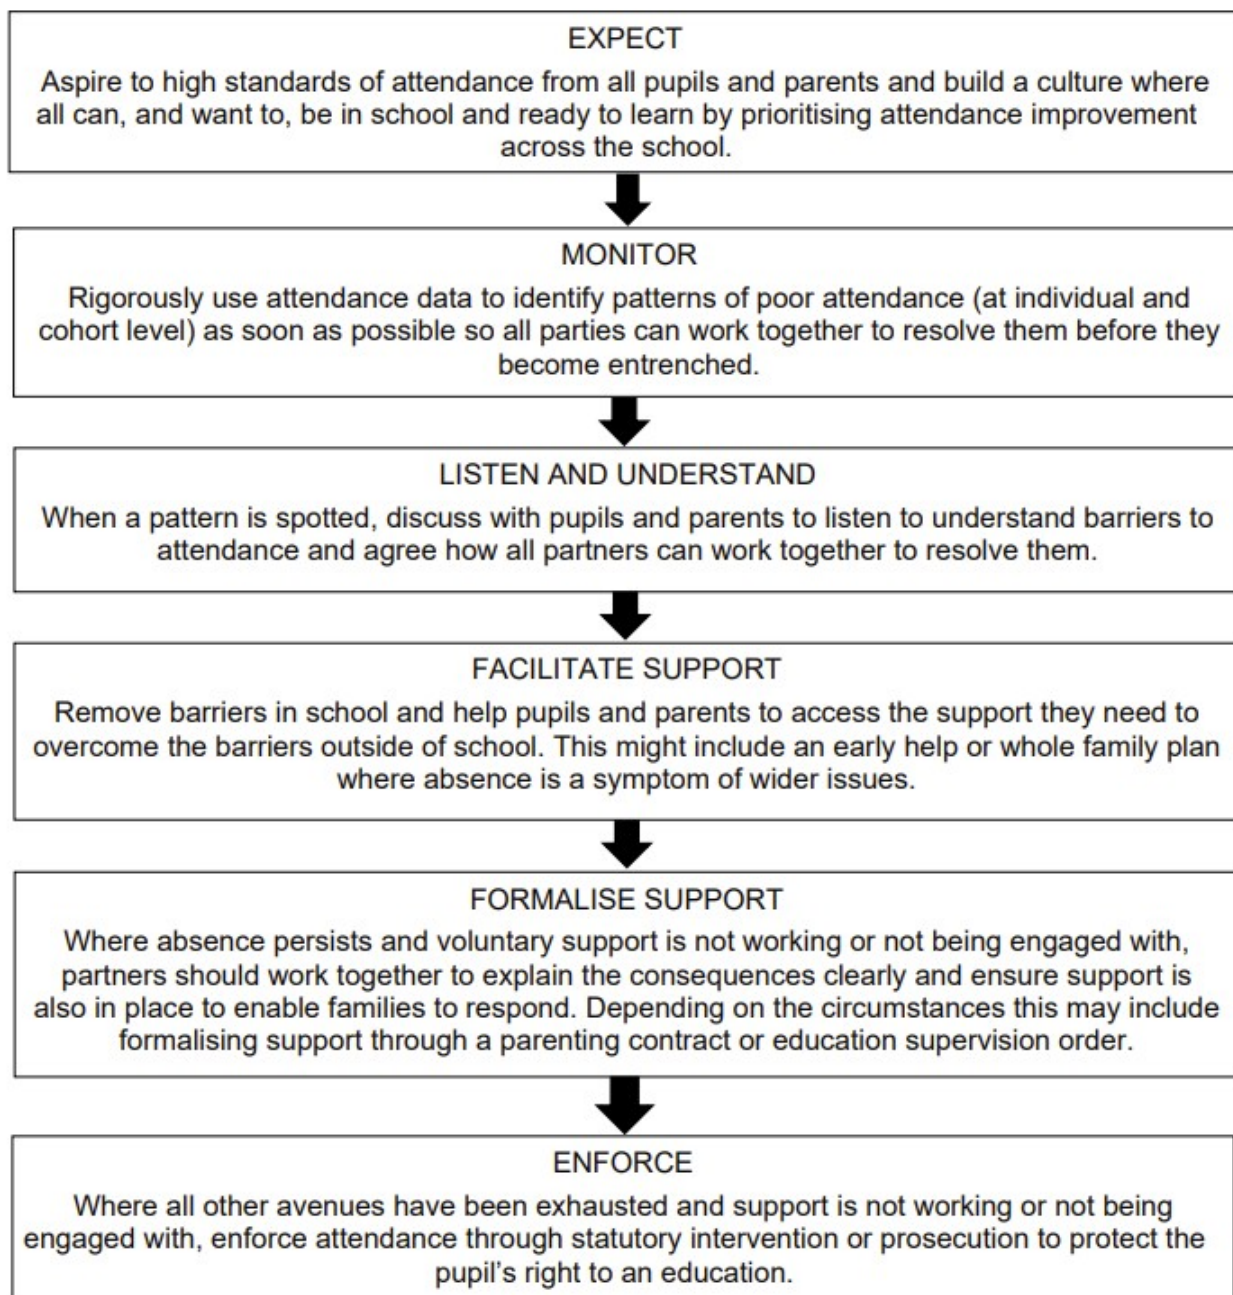 EXPECT
Aspire to high standards of attendance from all pupils and parents and build a culture where
all can, and want to, be in school and ready to learn by prioritising attendance improvement
across the school.
MONITOR
Rigorously use attendance data to identify patterns of poor attendance (at individual and
cohort level) as soon as possible so all parties can work together to resolve them before they
become entrenched.
LISTEN AND UNDERSTAND
When a pattern is spotted, discuss with pupils and parents to listen to understand barriers to
attendance and agree how all partners can work together to resolve them.
FACILITATE SUPPORT
Remove barriers in school and help pupils and parents to access the support they need to
overcome the barriers outside of school. This might include an early help or whole family plan
where absence is a symptom of wider issues.
FORMALISE SUPPORT
Where absence persists and voluntary support is not working or not being engaged with,
partners should work together to explain the consequences clearly and ensure support is
also in place to enable families to respond. Depending on the circumstances this may include
formalising support through a parenting contract or education supervision order.
ENFORCE
Where all other avenues have been exhausted and support is not working or not being
engaged with, enforce attendance through statutory intervention or prosecution to protect the
pupil’s right to an education.